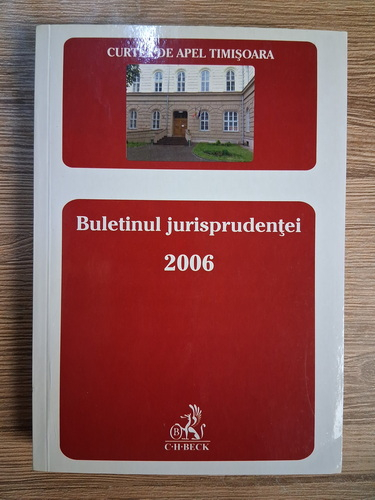 CURTEA DE APEL TIMIŞOARA
Buletinul jurisprudenţei
2006
B
C·H·BECK